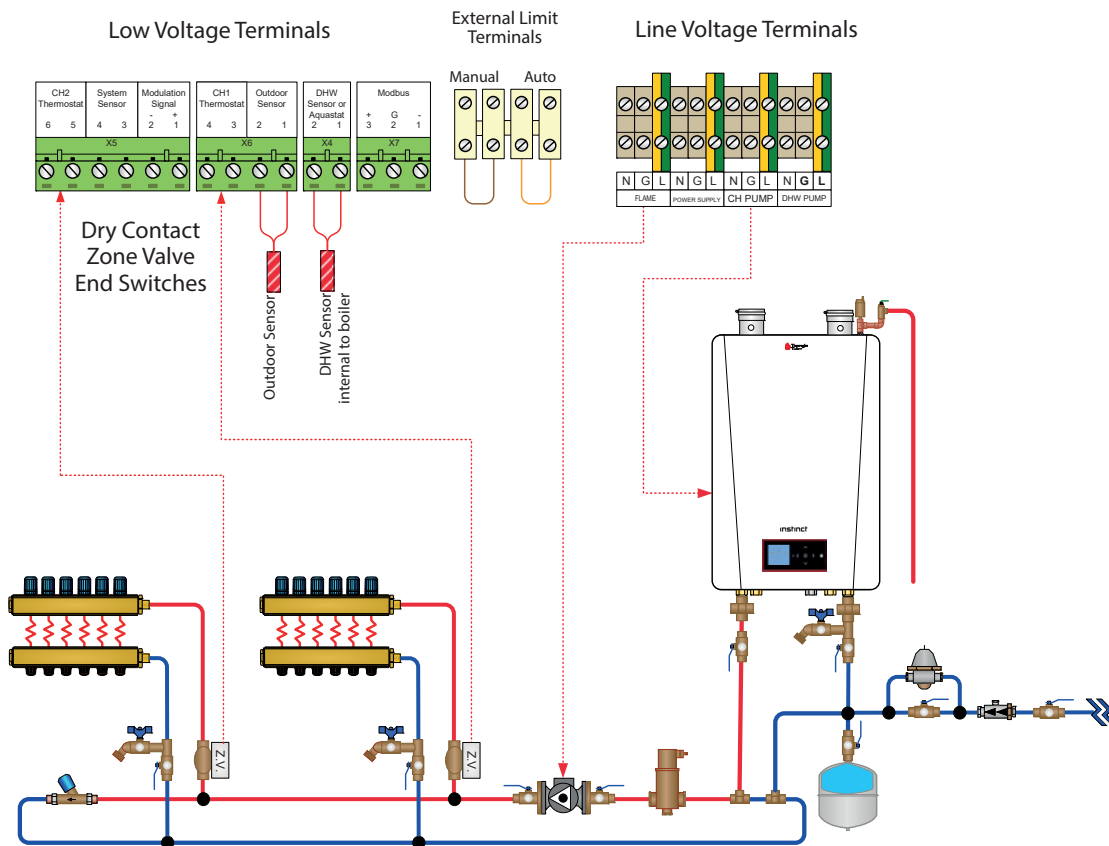 Low Voltage Terminals
External Limit
Terminals
Line Voltage Terminals
CH2
Thermostat
6 5
System
Sensor
4 3
Modulation
Signal
- +
2 1
X5
CH1
Thermostat
4 3
Outdoor
Sensor
2 1
X6
DHW
Sensor or
Aquastat
2 1
X4
Modbus
+ G -
3 2 1
X7
Manual Auto
N G L N G L N G L N G L
FLAME POWER SUPPLY CH PUMP DHW PUMP
Dry Contact
Zone Valve
End Switches
Outdoor Sensor
DHW Sensor
internal to boiler
instinct
Z.V.
Z.V.